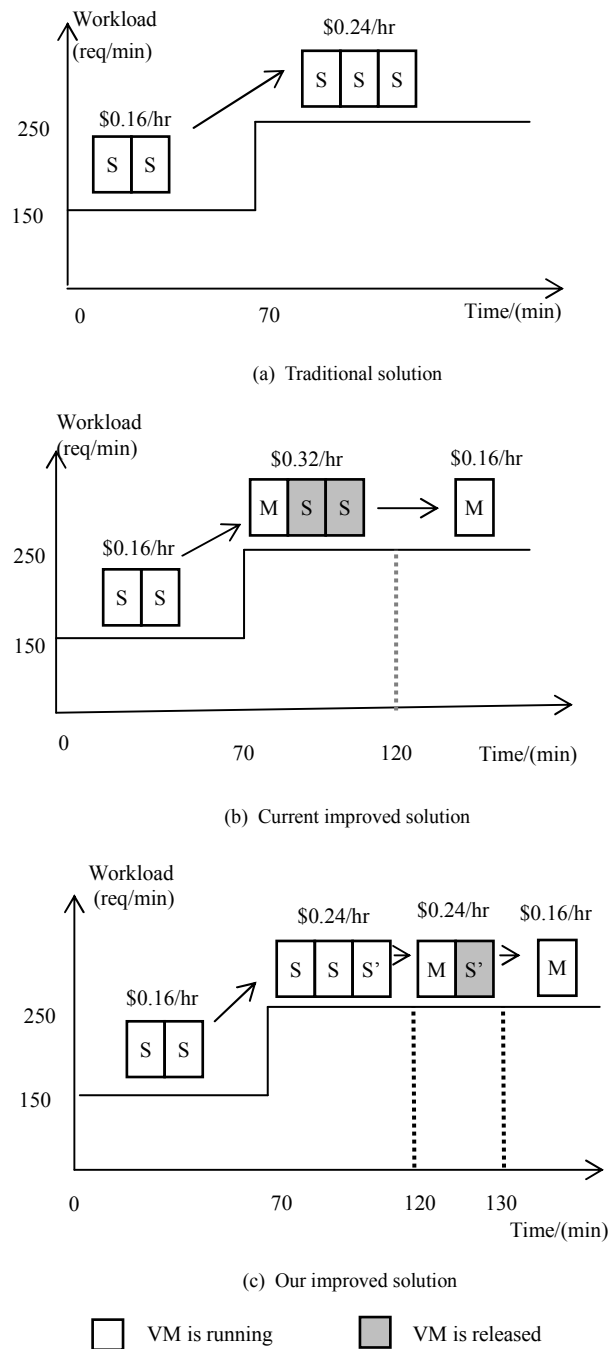 Workload
(req/min)
$0.24/hr
S S S
$0.16/hr
250
S S
150
0 70 Time/(min)
(a) Traditional solution
Workload
(req/min)
$0.32/hr $0.16/hr
M S S M
$0.16/hr
250
S S
150
0 70 120 Time/(min)
(b) Current improved solution
Workload
(req/min)
$0.24/hr $0.24/hr $0.16/hr
S S S’ M S’ M
$0.16/hr
250
S S
150
0 70 120 130
Time/(min)
(c) Our improved solution
VM is running VM is released